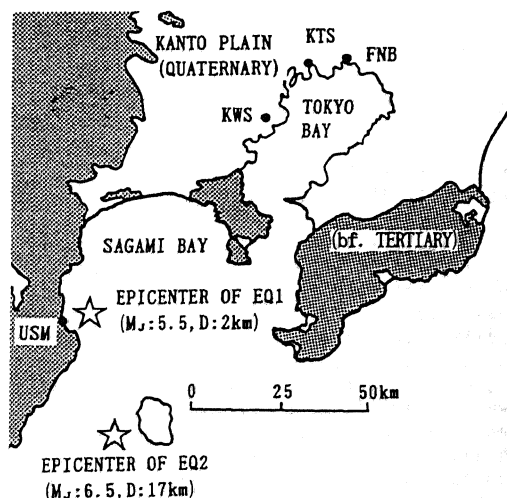 KANTO PLAIN
(QUATERNARY)
KTS
FNB
KWS
TOKYO
BAY
SAGAMI BAY
(bf. TERTIARY)
EPICENTER OF EQ1
(MJ:5.5, D:2km)
USM
0 25 50km
EPICENTER OF EQ2
(MJ:6.5, D:17km)